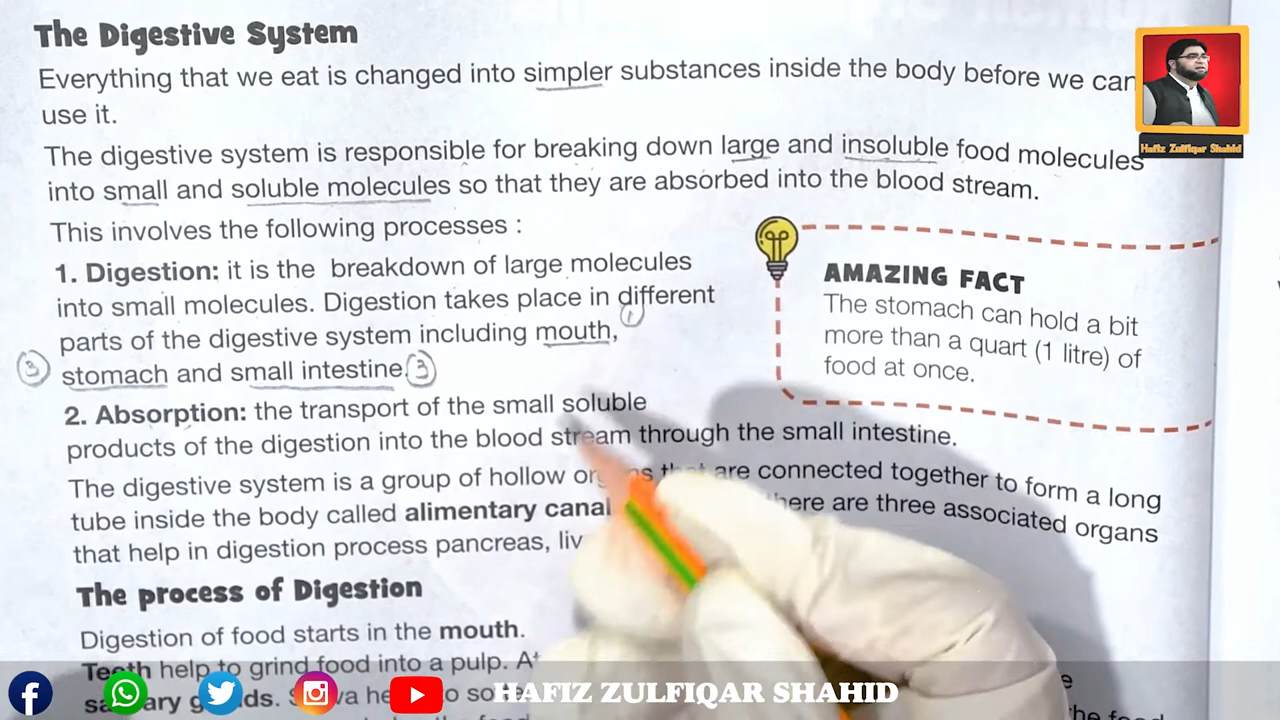 The Digestive System
Everything that we eat is changed into simpler substances inside the body before we can
use it.
The digestive system is responsible for breaking down large and insoluble food molecules
into small and soluble molecules so that they are absorbed into the blood stream.
This involves the following processes :
1. Digestion: it is the breakdown of large molecules
into small molecules. Digestion takes place in different
parts of the digestive system including mouth, 1
3 stomach and small intestine. 3
AMAZING FACT
The stomach can hold a bit
more than a quart (1 litre) of
food at once.
2. Absorption: the transport of the small soluble
products of the digestion into the blood stream through the small intestine.
The digestive system is a group of hollow that are connected together to form a long
tube inside the body called alimentary canal are three associated organs
that help in digestion process pancreas,
The process of Digestion
Digestion of food starts in the mouth.
Teeth help to grind food into a pulp.
Hafiz Zulfiqar Shahid
HAFIZ ZULFIQAR SHAHID